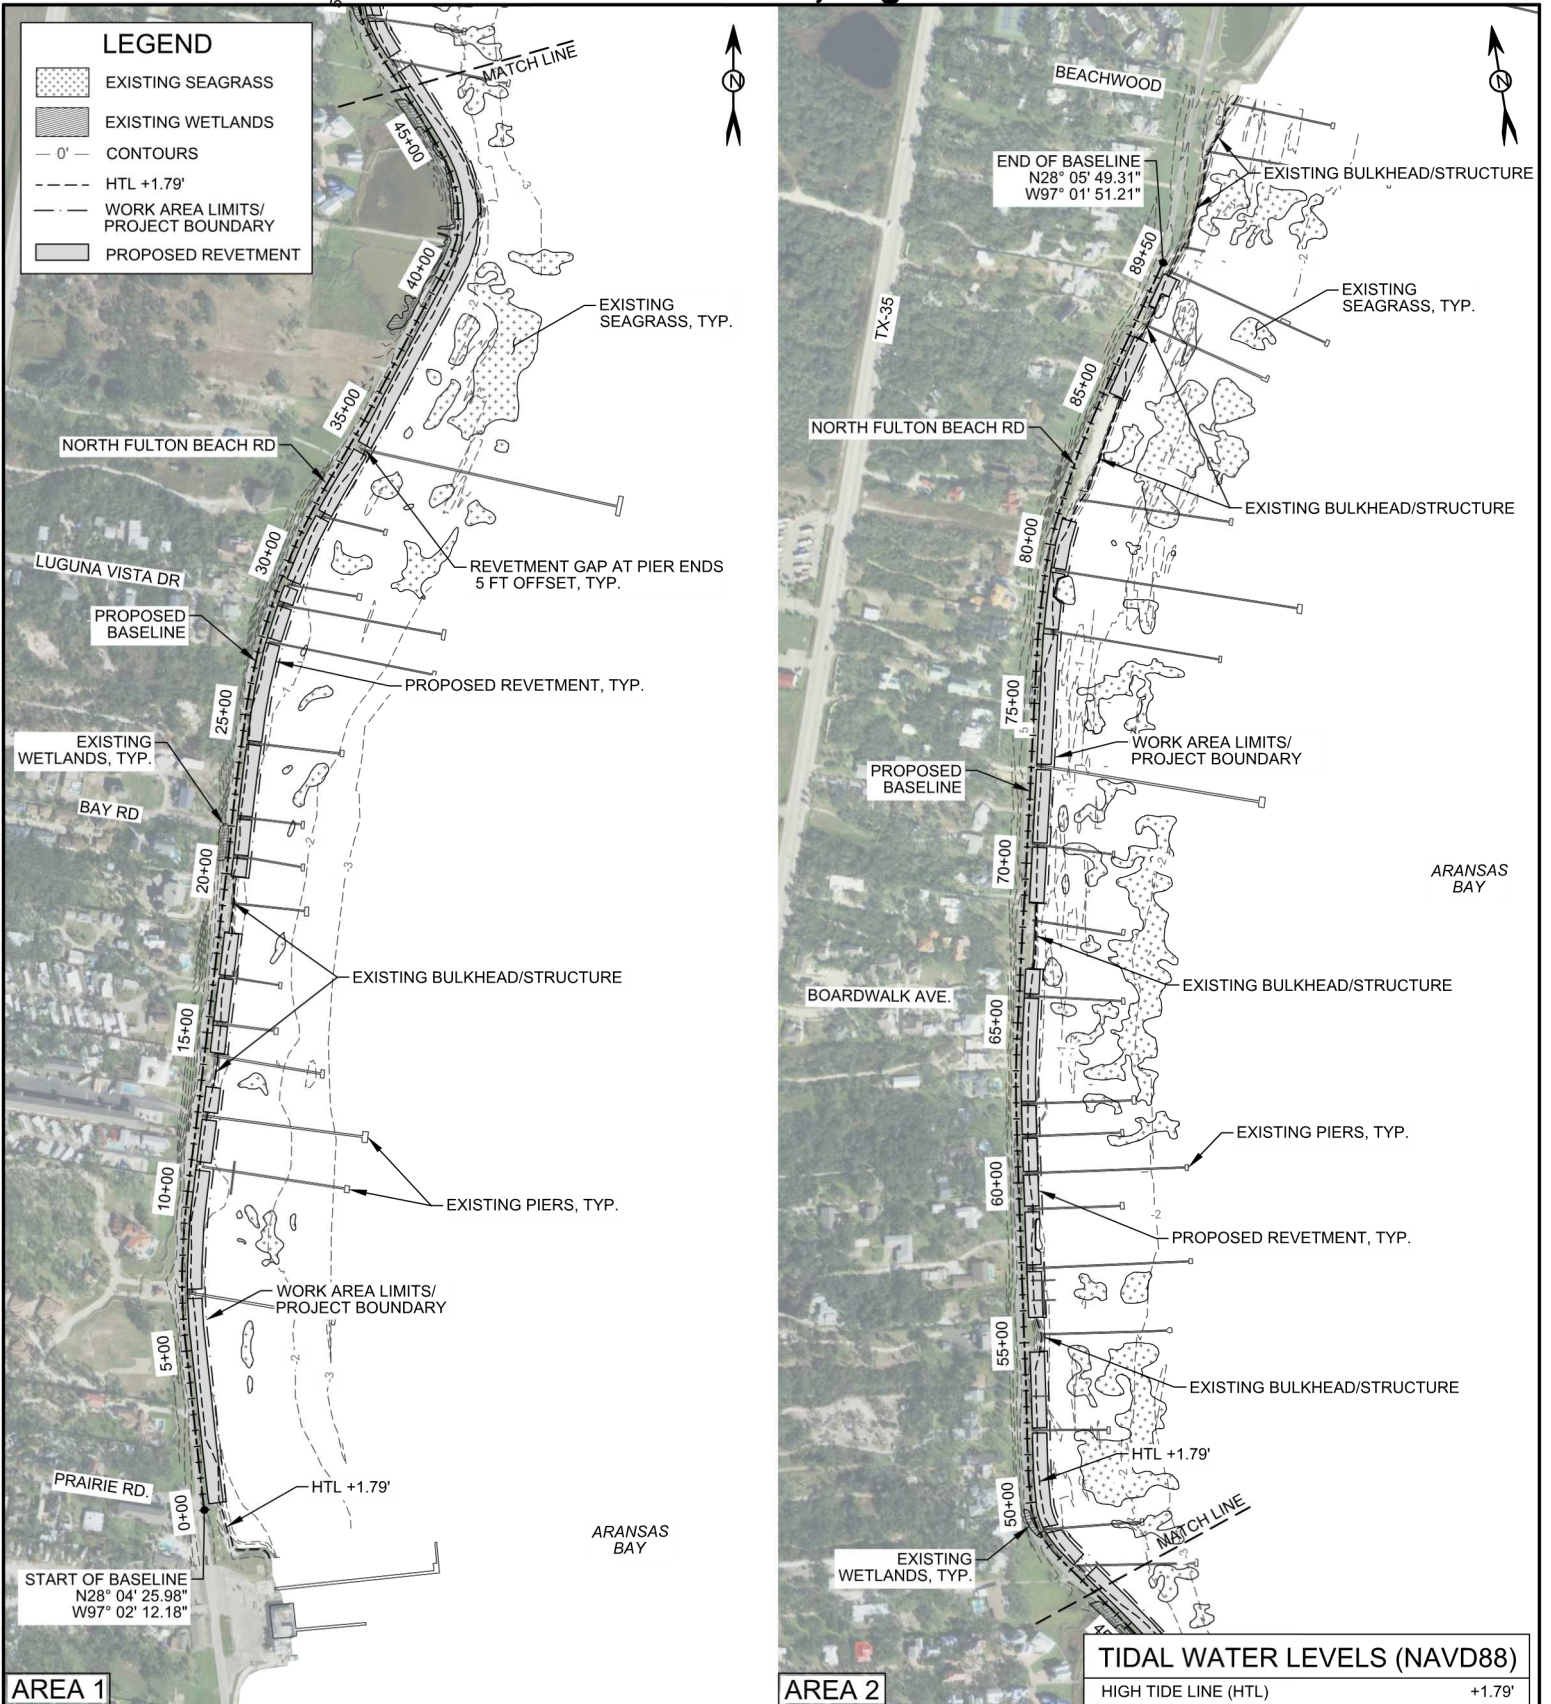 LEGEND
EXISTING SEAGRASS
EXISTING WETLANDS
0' CONTOURS
HTL +1.79'
WORK AREA LIMITS/
PROJECT BOUNDARY
PROPOSED REVETMENT
N
MATCH LINE
45+00
40+00
EXISTING
SEAGRASS, TYP.
35+00
NORTH FULTON BEACH RD
30+00
LUGUNA VISTA DR
REVETMENT GAP AT PIER ENDS
5 FT OFFSET, TYP.
PROPOSED
BASELINE
PROPOSED REVETMENT, TYP.
25+00
EXISTING
WETLANDS, TYP.
BAY RD
20+00
EXISTING BULKHEAD/STRUCTURE
15+00
10+00
EXISTING PIERS, TYP.
WORK AREA LIMITS/
PROJECT BOUNDARY
5+00
PRAIRIE RD.
HTL +1.79'
0+00
ARANSAS
BAY
START OF BASELINE
N28° 04' 25.98"
W97° 02' 12.18"
AREA 1
N
BEACHWOOD
END OF BASELINE
N28° 05' 49.31"
W97° 01' 51.21"
EXISTING BULKHEAD/STRUCTURE
89+50
EXISTING
SEAGRASS, TYP.
TX-35
85+00
NORTH FULTON BEACH RD
EXISTING BULKHEAD/STRUCTURE
80+00
75+00
WORK AREA LIMITS/
PROJECT BOUNDARY
PROPOSED
BASELINE
70+00
ARANSAS
BAY
EXISTING BULKHEAD/STRUCTURE
BOARDWALK AVE.
65+00
EXISTING PIERS, TYP.
60+00
PROPOSED REVETMENT, TYP.
55+00
EXISTING BULKHEAD/STRUCTURE
HTL +1.79'
50+00
MATCH LINE
EXISTING
WETLANDS, TYP.
TIDAL WATER LEVELS (NAVD88)
HIGH TIDE LINE (HTL) +1.79'
AREA 2